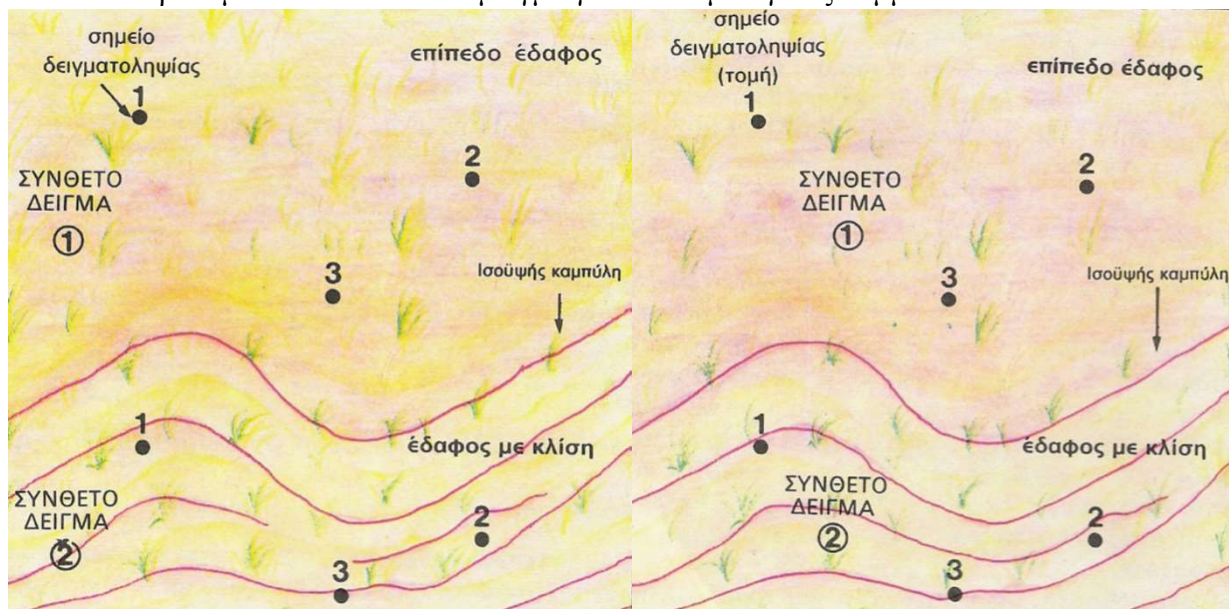 σημείο
δειγματοληψίας
1
επίπεδο έδαφος
2
ΣΥΝΘΕΤΟ
ΔΕΙΓΜΑ
①
3
Ισοϋψής καμπύλη
1
έδαφος με κλίση
ΣΥΝΘΕΤΟ
ΔΕΙΓΜΑ
②
2
3
σημείο
δειγματοληψίας
(τομή)
1
επίπεδο έδαφος
2
ΣΥΝΘΕΤΟ
ΔΕΙΓΜΑ
①
3
Ισοϋψής καμπύλη
1
έδαφος με κλίση
ΣΥΝΘΕΤΟ
ΔΕΙΓΜΑ
②
2
3